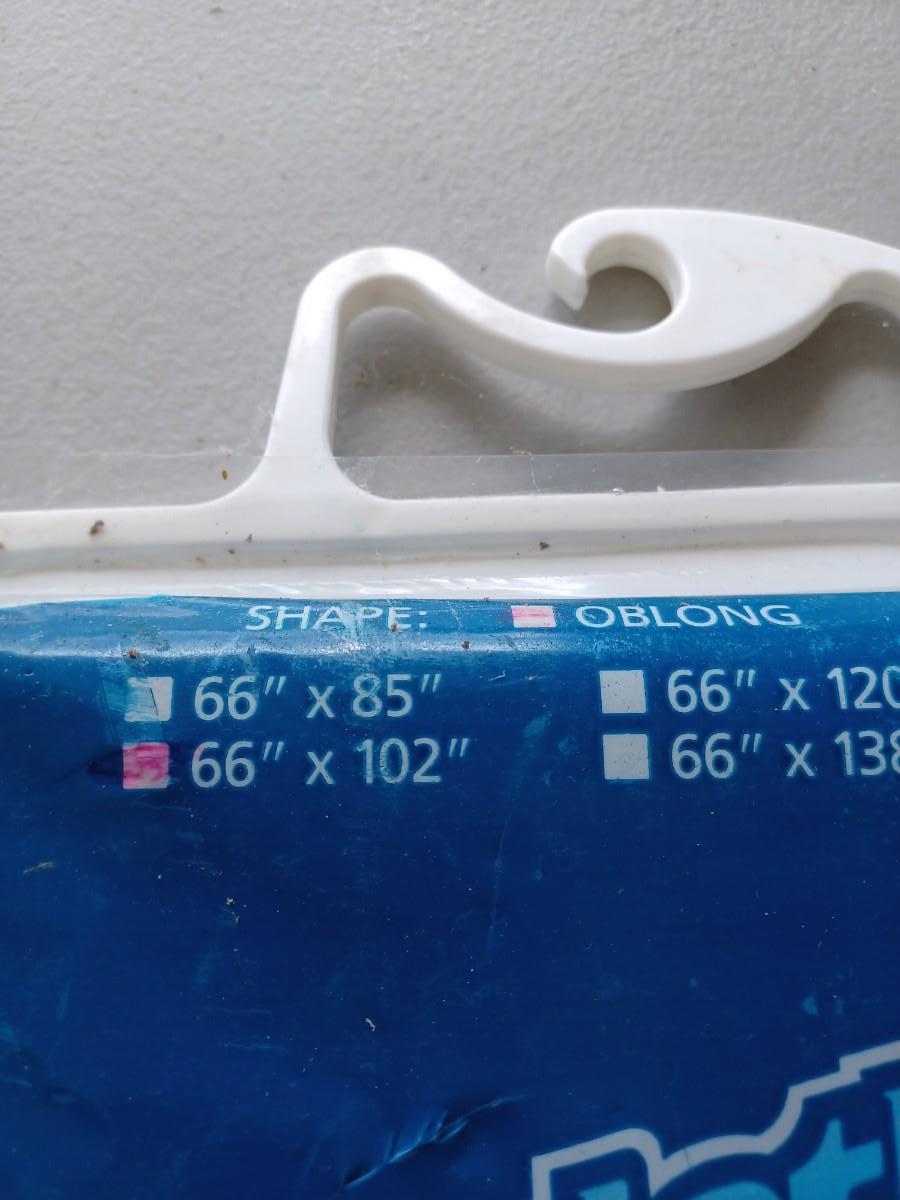 SHAPE: OBLONG
66" x 85" 66" x 120
66" x 102" 66" x 138